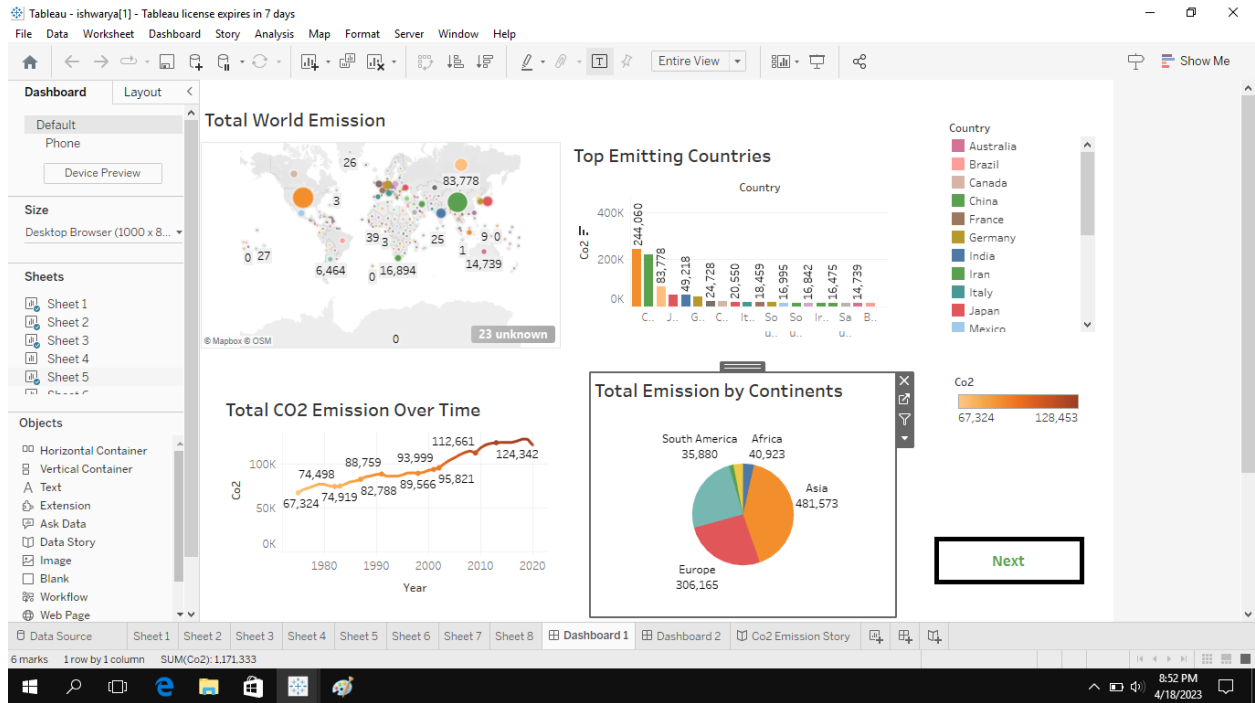 Tableau - ishwarya[1] - Tableau license expires in 7 days
File Data Worksheet Dashboard Story Analysis Map Format Server Window Help
Entire View
Show Me
Dashboard Layout
Default
Phone
Device Preview
Size
Desktop Browser (1000 x 8...
Sheets
Sheet 1
Sheet 2
Sheet 3
Sheet 4
Sheet 5
Objects
Horizontal Container
Vertical Container
Text
Extension
Ask Data
Data Story
Image
Blank
Workflow
Web Page
Total World Emission
26
83,778
3
39 3
25
9 0
1
0 27
6,464
0 16,894
14,739
0
23 unknown
© Mapbox © OSM
Top Emitting Countries
Country
Co2
400K
200K
0K
244,060
83,778
49,218
24,728
20,550
18,459
16,995
16,842
16,475
14,739
C.. J.. G.. C.. It.. So u.. So u.. Ir.. Sa u.. B..
Country
Australia
Brazil
Canada
China
France
Germany
India
Iran
Italy
Japan
Mexico
Total CO2 Emission Over Time
Co2
100K
50K
0K
67,324
74,498
74,919
82,788
88,759
89,566
93,999
95,821
112,661
124,342
1980 1990 2000 2010 2020
Year
Total Emission by Continents
South America
35,880
Africa
40,923
Asia
481,573
Europe
306,165
Co2
67,324 128,453
Next
Data Source Sheet 1 Sheet 2 Sheet 3 Sheet 4 Sheet 5 Sheet 6 Sheet 7 Sheet 8 Dashboard 1 Dashboard 2 Co2 Emission Story
6 marks 1 row by 1 column SUM(Co2): 1,171,333
8:52 PM
4/18/2023